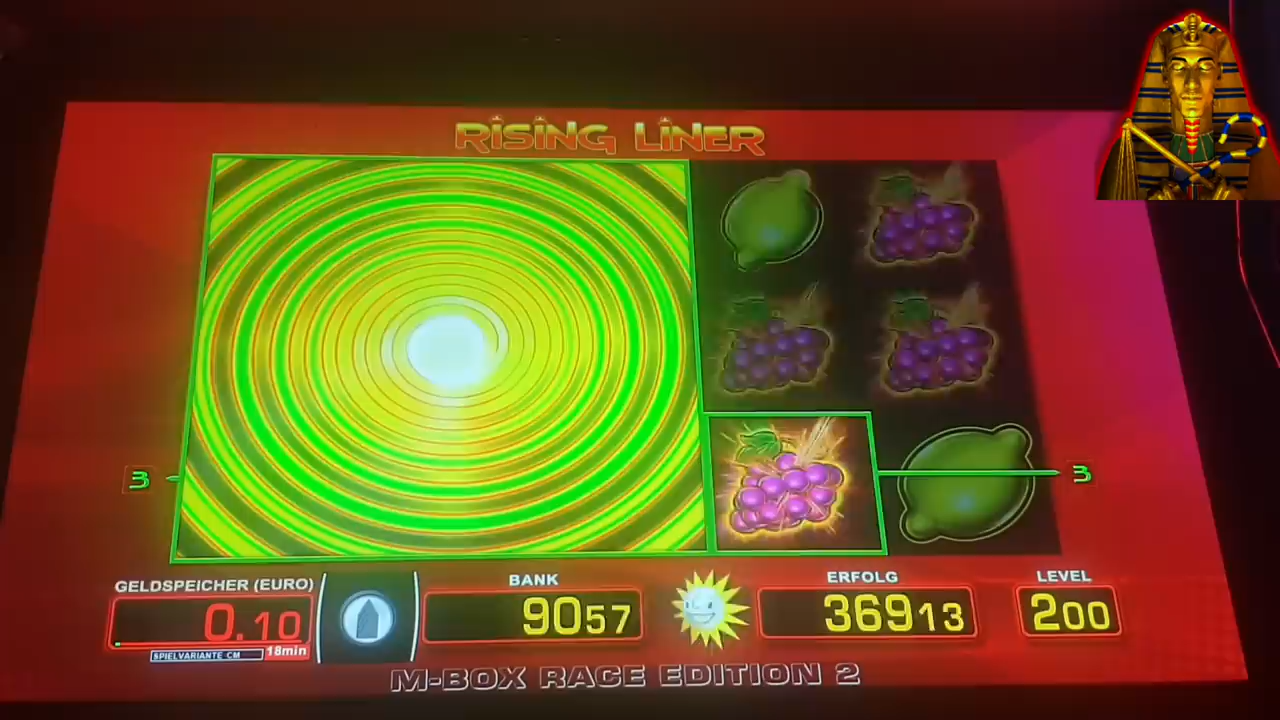 RISING LINER
3 3
GELDSPEICHER (EURO) BANK ERFOLG LEVEL
0.10 9057 36913 200
SPIELVARIANTE CM 18min
M-BOX RACE EDITION 2